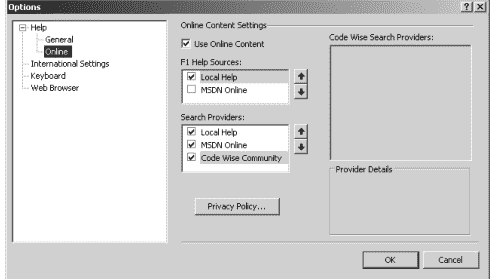 Options
Help
General
Online
International Settings
Keyboard
Web Browser
Online Content Settings
Use Online Content
F1 Help Sources:
Local Help
MSDN Online
Search Providers:
Local Help
MSDN Online
Code Wise Community
Privacy Policy...
Code Wise Search Providers:
Provider Details
OK
Cancel